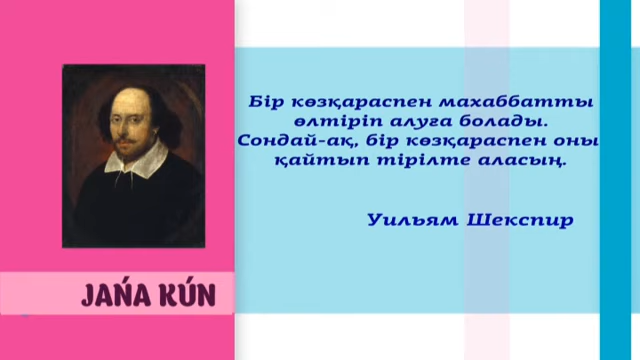 Бір көзқараспен махаббатты
өлтіріп алуға болады.
Сондай-ақ, бір көзқараспен оны
қайтып тірілте аласың.
Уильям Шекспир
JAŃA KÚN